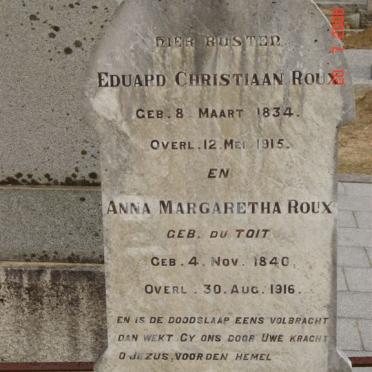 HIER RUSTEN
EDUARD CHRISTIAAN ROUX
GEB. 8 MAART 1834.
OVERL. 12. MEI 1915.
EN
ANNA MARGARETHA ROUX
GEB. DU TOIT
GEB. 4. NOV. 1840,
OVERL. 30. AUG. 1916.
EN IS DE DOODSLAAP EENS VOLBRACHT
DAN WEKT GY ONS DOOR UWE KRACHT
O JEZUS, VOOR DEN HEMEL